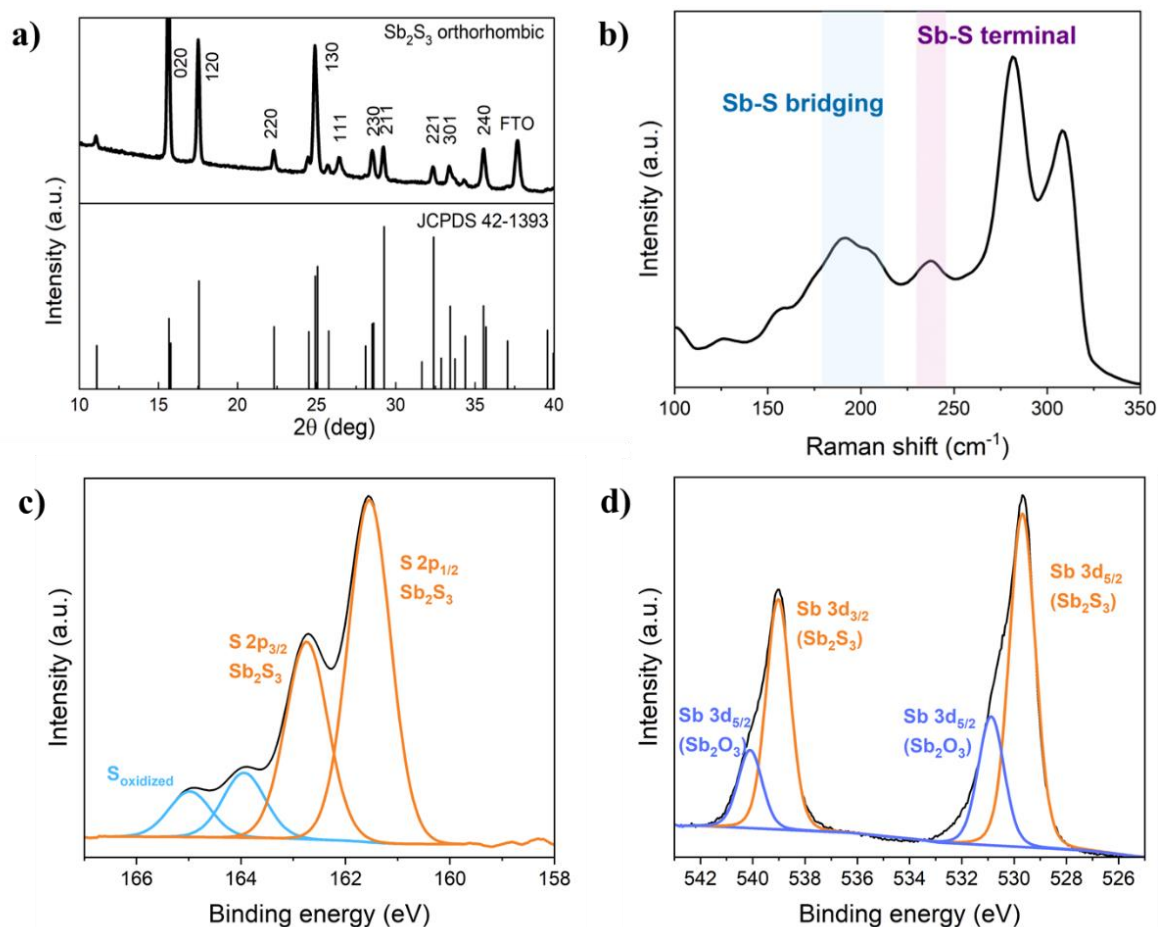 a)
Sb₂S₃ orthorhombic
020
120
220
130
111
230
211
221
301
240
FTO
JCPDS 42-1393
Intensity (a.u.)
10 15 20 25 30 35 40
2θ (deg)
b)
Sb-S terminal
Sb-S bridging
Intensity (a.u.)
100 150 200 250 300 350
Raman shift (cm⁻¹)
c)
S 2p₁/₂
Sb₂S₃
S 2p₃/₂
Sb₂S₃
S oxidized
Intensity (a.u.)
166 164 162 160 158
Binding energy (eV)
d)
Sb 3d₅/₂
(Sb₂S₃)
Sb 3d₃/₂
(Sb₂S₃)
Sb 3d₅/₂
(Sb₂O₃)
Sb 3d₅/₂
(Sb₂O₃)
Intensity (a.u.)
542 540 538 536 534 532 530 528 526
Binding energy (eV)